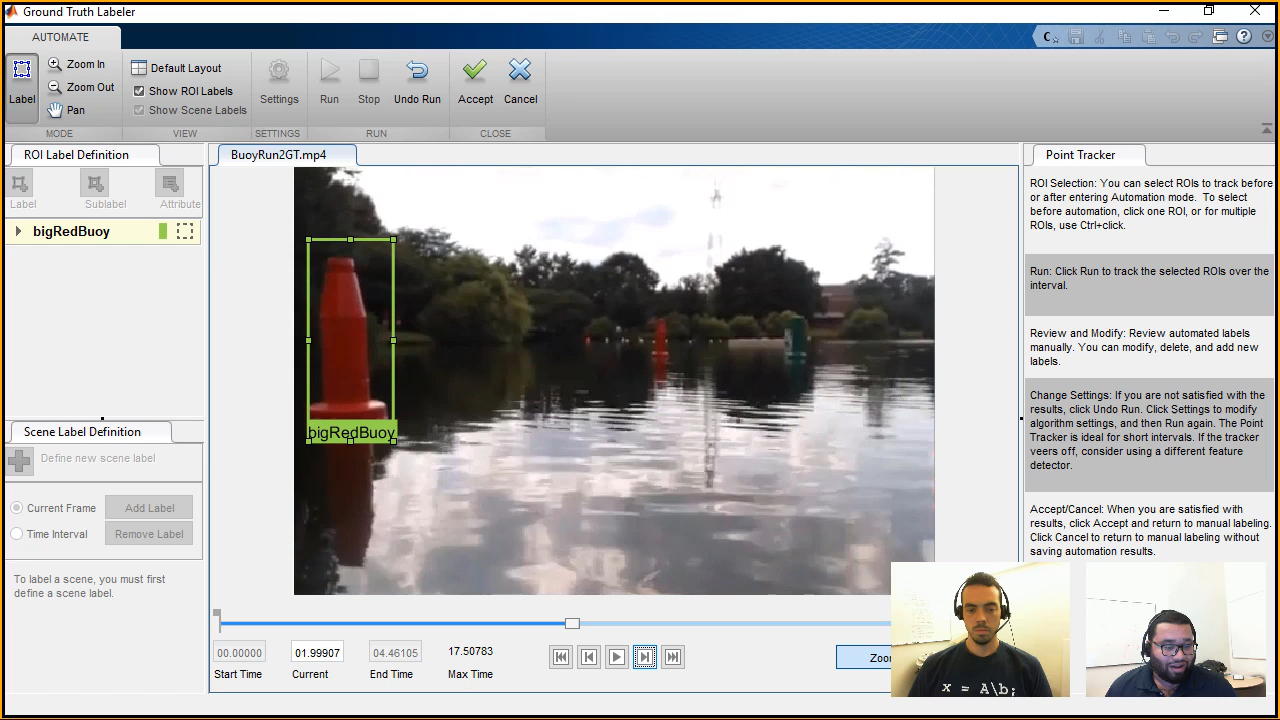 Ground Truth Labeler
AUTOMATE
Label
Zoom In
Zoom Out
Pan
MODE
Default Layout
Show ROI Labels
Show Scene Labels
VIEW
Settings
SETTINGS
Run
Stop
Undo Run
RUN
Accept
Cancel
CLOSE
ROI Label Definition
Label
Sublabel
Attribute
bigRedBuoy
Scene Label Definition
Define new scene label
Current Frame
Add Label
Time Interval
Remove Label
To label a scene, you must first
define a scene label.
BuoyRun2GT.mp4
bigRedBuoy
00.00000
01.99907
04.46105
17.50783
Start Time
Current
End Time
Max Time
Zoo
Point Tracker
ROI Selection: You can select ROIs to track before
or after entering Automation mode. To select
before automation, click one ROI, or for multiple
ROIs, use Ctrl+click.
Run: Click Run to track the selected ROIs over the
interval.
Review and Modify: Review automated labels
manually. You can modify, delete, and add new
labels.
Change Settings: If you are not satisfied with the
results, click Undo Run. Click Settings to modify
algorithm settings, and then Run again. The Point
Tracker is ideal for short intervals. If the tracker
veers off, consider using a different feature
detector.
Accept/Cancel: When you are satisfied with
results, click Accept and return to manual labeling.
Click Cancel to return to manual labeling without
saving automation results.
x = A\b;